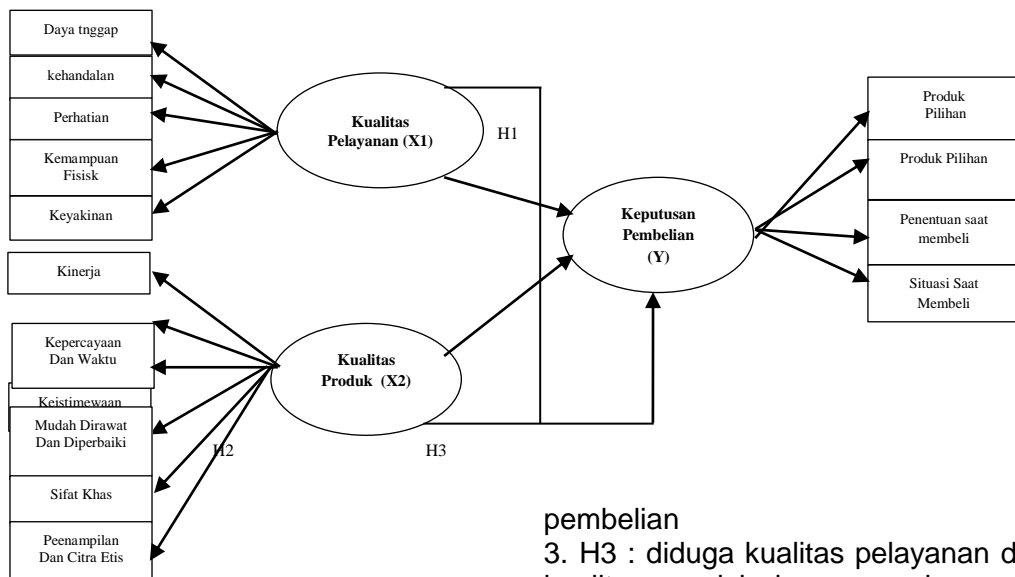 Daya tnggap
kehandalan
Perhatian
Kemampuan
Fisisk
Keyakinan
Kualitas
Pelayanan (X1)
H1
Keputusan
Pembelian
(Y)
Produk
Pilihan
Produk Pilihan
Penentuan saat
membeli
Situasi Saat
Membeli
Kinerja
Kepercayaan
Dan Waktu
Keistimewaan
Mudah Dirawat
Dan Diperbaiki
Sifat Khas
Peenampilan
Dan Citra Etis
Kualitas
Produk (X2)
H2
H3
pembelian
3. H3 : diduga kualitas pelayanan d